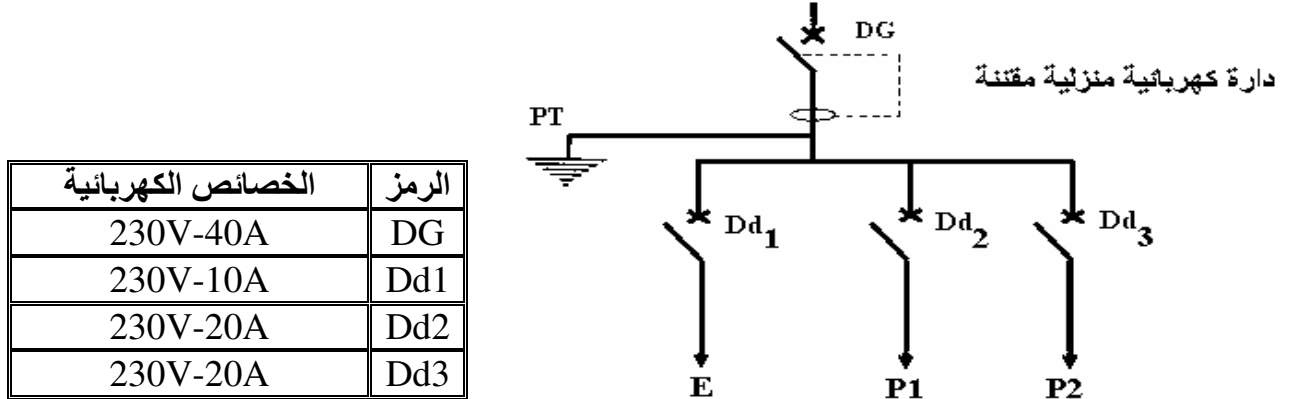 DG
دارة كهربائية منزلية مقننة
PT
الرمز الخصائص الكهربائية
DG 230V-40A
Dd1 230V-10A
Dd2 230V-20A
Dd3 230V-20A
Dd1 Dd2 Dd3
E P1 P2